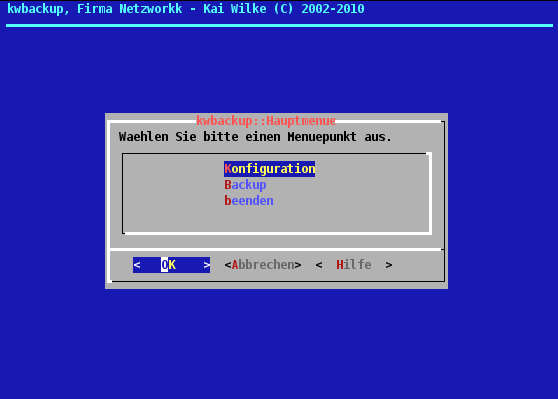 kwbackup, Firma Networkk - Kai Wilke (C) 2002-2010
kwbackup::Hauptmenue
Waehlen Sie bitte einen Menuepunkt aus.
Konfiguration
Backup
beenden
< OK > <Abbrechen> < Hilfe >